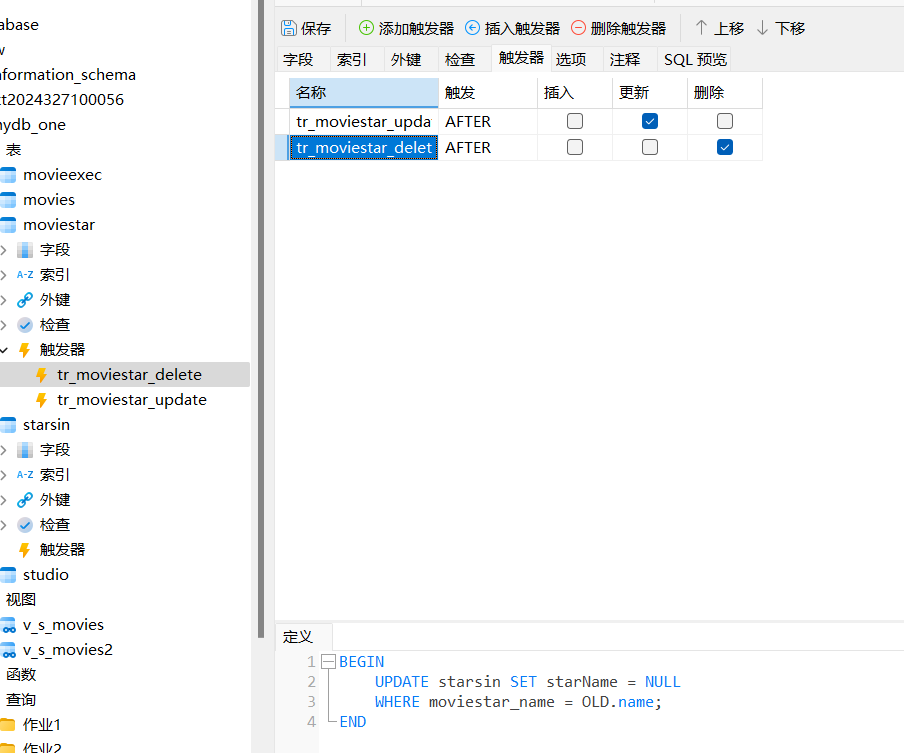 abase
w
nformation_schema
t2024327100056
nydb_one
表
movieexec
movies
moviestar
字段
A-Z 索引
外键
检查
触发器
tr_moviestar_delete
tr_moviestar_update
starsin
字段
A-Z 索引
外键
检查
触发器
studio
视图
v_s_movies
v_s_movies2
函数
查询
作业1
作业2
保存 添加触发器 插入触发器 删除触发器 上移 下移
字段 索引 外键 检查 触发器 选项 注释 SQL 预览
名称 触发 插入 更新 删除
tr_moviestar_upda AFTER
tr_moviestar_delet AFTER
定义
1 BEGIN
2 UPDATE starsin SET starName = NULL
3 WHERE moviestar_name = OLD.name;
4 END